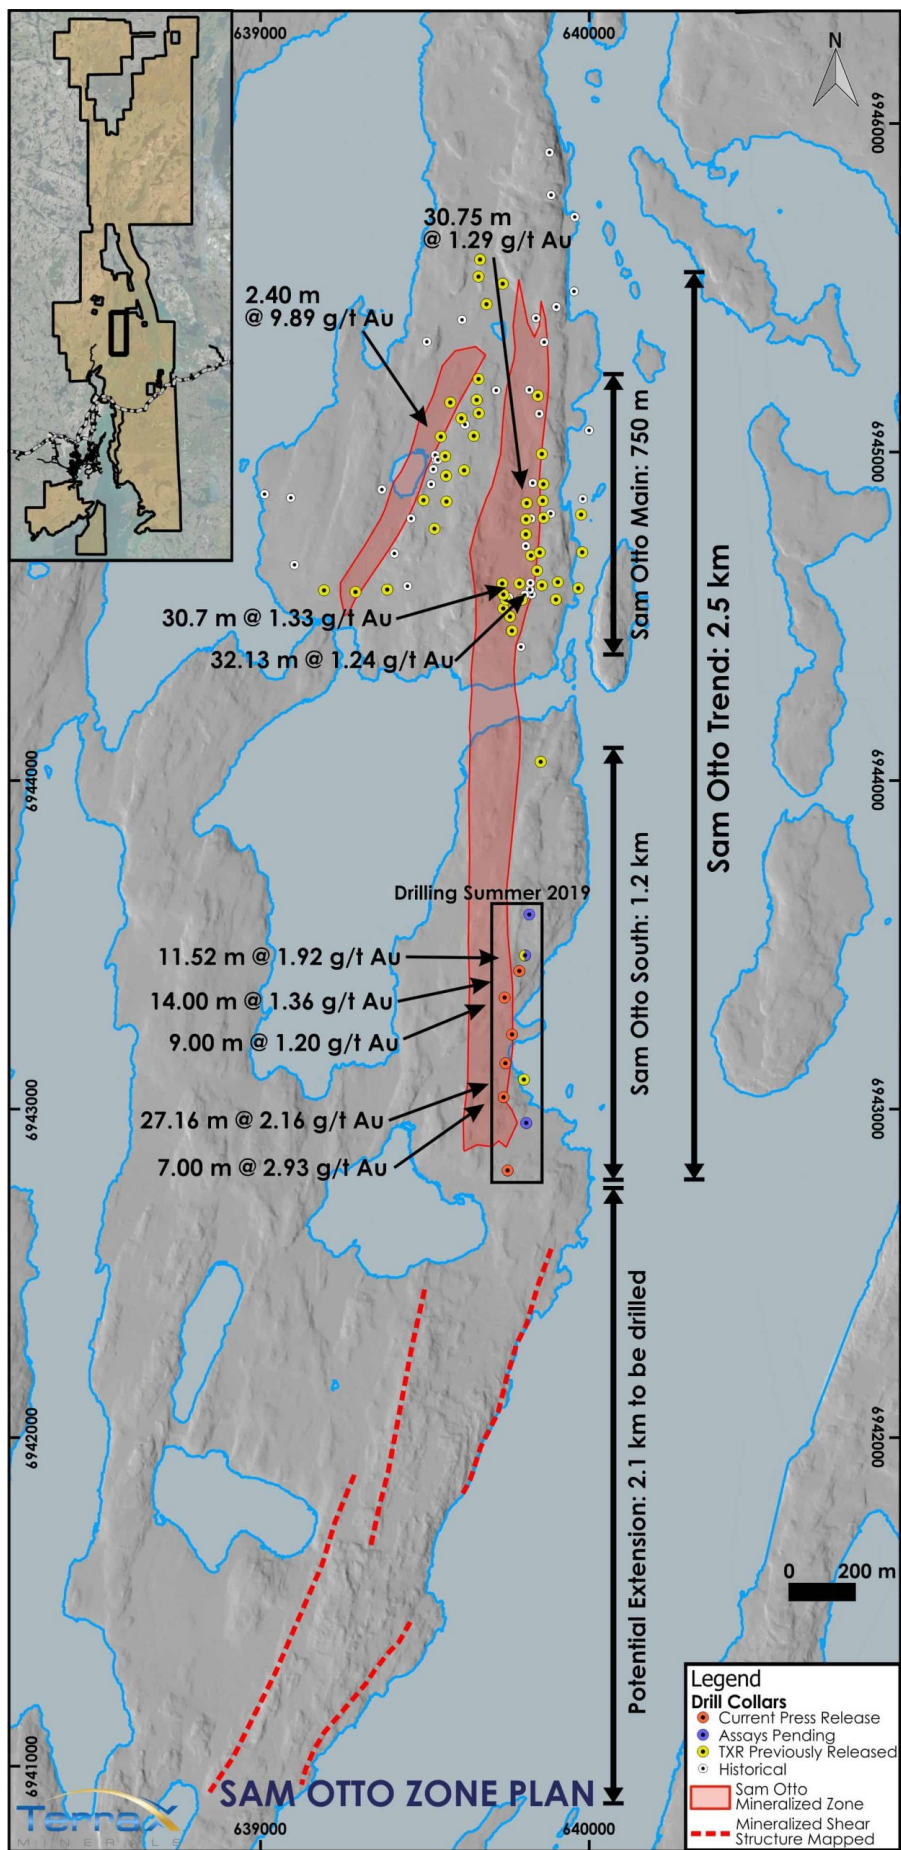 639000
640000
N
6946000
30.75 m
@ 1.29 g/t Au
2.40 m
@ 9.89 g/t Au
6945000
6945000
Sam Otto Main: 750 m
Sam Otto Trend: 2.5 km
30.7 m @ 1.33 g/t Au
32.13 m @ 1.24 g/t Au
6944000
6944000
Sam Otto South: 1.2 km
Drilling Summer 2019
11.52 m @ 1.92 g/t Au
14.00 m @ 1.36 g/t Au
9.00 m @ 1.20 g/t Au
27.16 m @ 2.16 g/t Au
7.00 m @ 2.93 g/t Au
6943000
6943000
Potential Extension: 2.1 km to be drilled
6942000
6942000
0 200 m
6941000
Legend
Drill Collars
Current Press Release
Assays Pending
TXR Previously Released
Historical
Sam Otto
Mineralized Zone
Mineralized Shear
Structure Mapped
SAM OTTO ZONE PLAN
TerraX
MINERALS
639000
640000